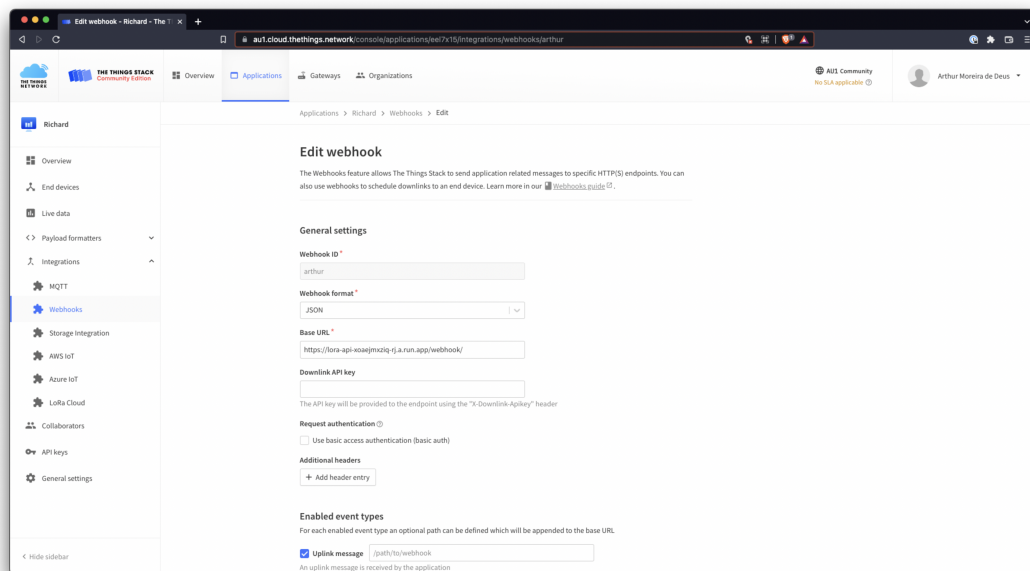 Edit webhook - Richard - The T
au1.cloud.thethings.network/console/applications/eel7x15/integrations/webhooks/arthur
THE THINGS NETWORK
THE THINGS STACK
Community Edition
Overview
Applications
Gateways
Organizations
AU1 Community
No SLA applicable
Arthur Moreira de Deus
Richard
Overview
End devices
Live data
Payload formatters
Integrations
MQTT
Webhooks
Storage Integration
AWS IoT
Azure IoT
LoRa Cloud
Collaborators
API keys
General settings
Hide sidebar
Applications > Richard > Webhooks > Edit
Edit webhook
The Webhooks feature allows The Things Stack to send application related messages to specific HTTP(S) endpoints. You can
also use webhooks to schedule downlinks to an end device. Learn more in our Webhooks guide.
General settings
Webhook ID *
arthur
Webhook format *
JSON
Base URL *
https://lora-api-xoaejmxziq-rj.a.run.app/webhook/
Downlink API key
The API key will be provided to the endpoint using the "X-Downlink-Apikey" header
Request authentication
Use basic access authentication (basic auth)
Additional headers
+ Add header entry
Enabled event types
For each enabled event type an optional path can be defined which will be appended to the base URL
Uplink message
/path/to/webhook
An uplink message is received by the application